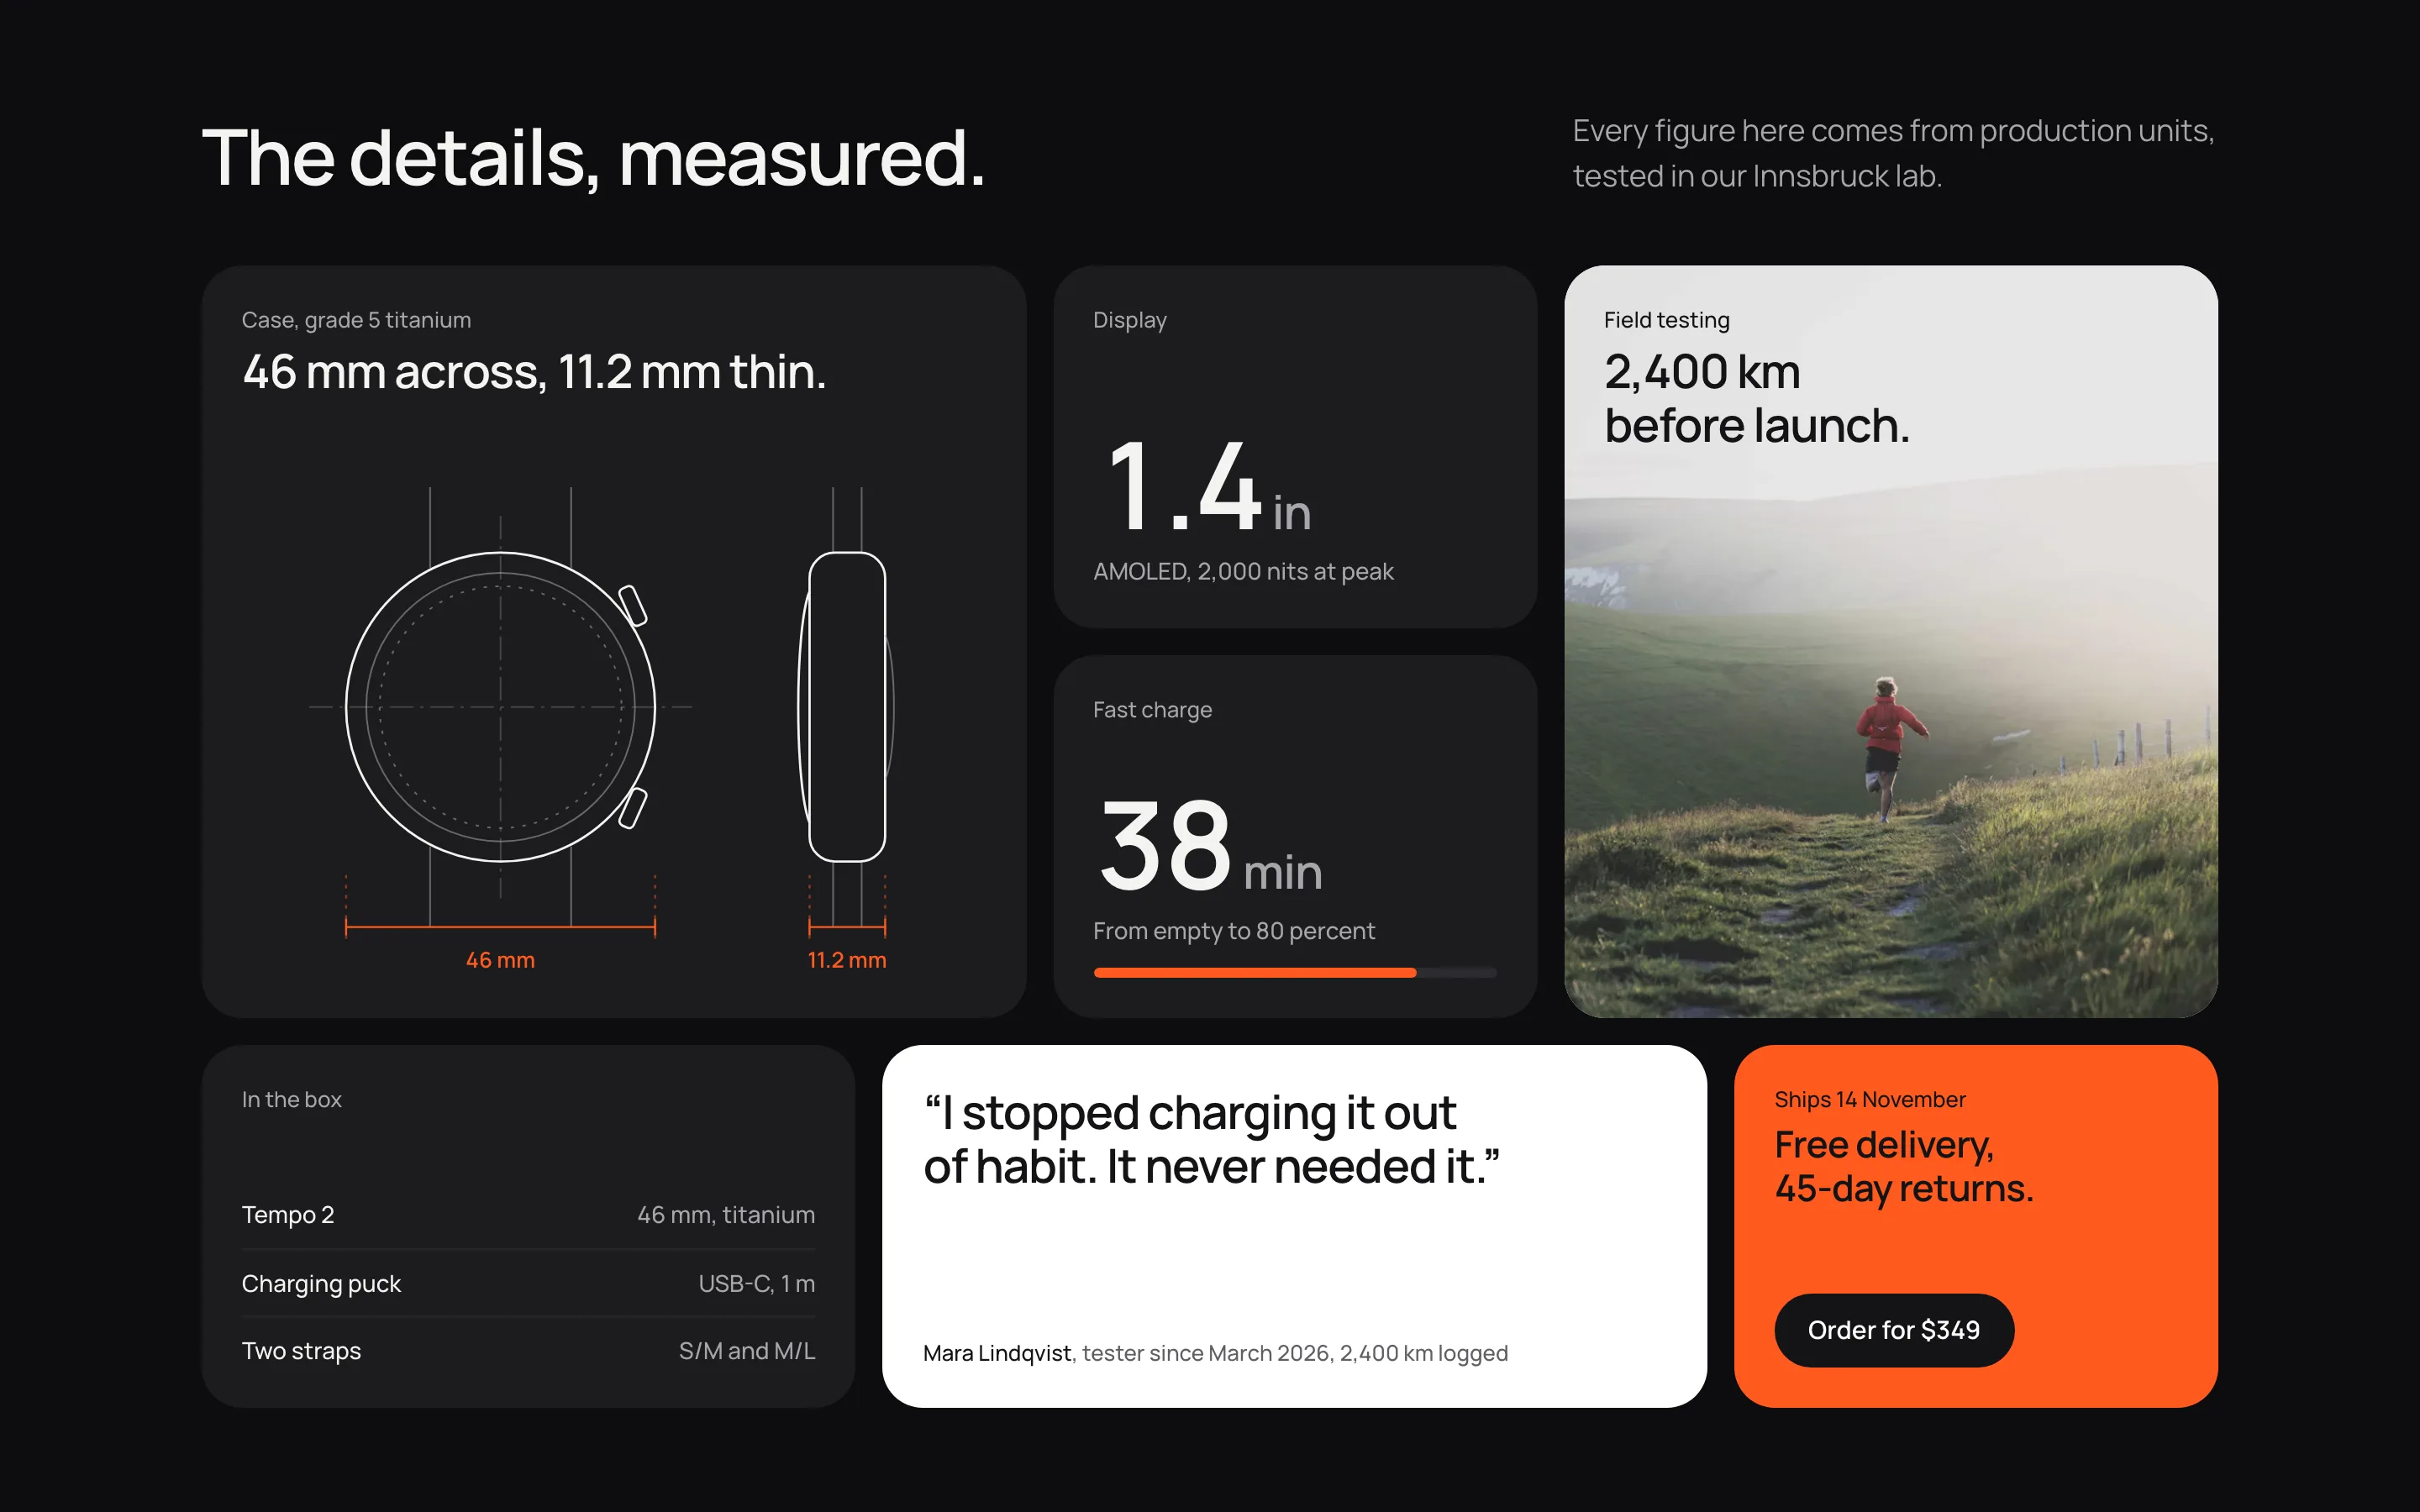 The details, measured.
Every figure here comes from production units,
tested in our Innsbruck lab.
Case, grade 5 titanium
46 mm across, 11.2 mm thin.
46 mm
11.2 mm
Display
1.4 in
AMOLED, 2,000 nits at peak
Fast charge
38 min
From empty to 80 percent
Field testing
2,400 km
before launch.
In the box
Tempo 2 46 mm, titanium
Charging puck USB-C, 1 m
Two straps S/M and M/L
“I stopped charging it out
of habit. It never needed it.”
Mara Lindqvist, tester since March 2026, 2,400 km logged
Ships 14 November
Free delivery,
45-day returns.
Order for $349